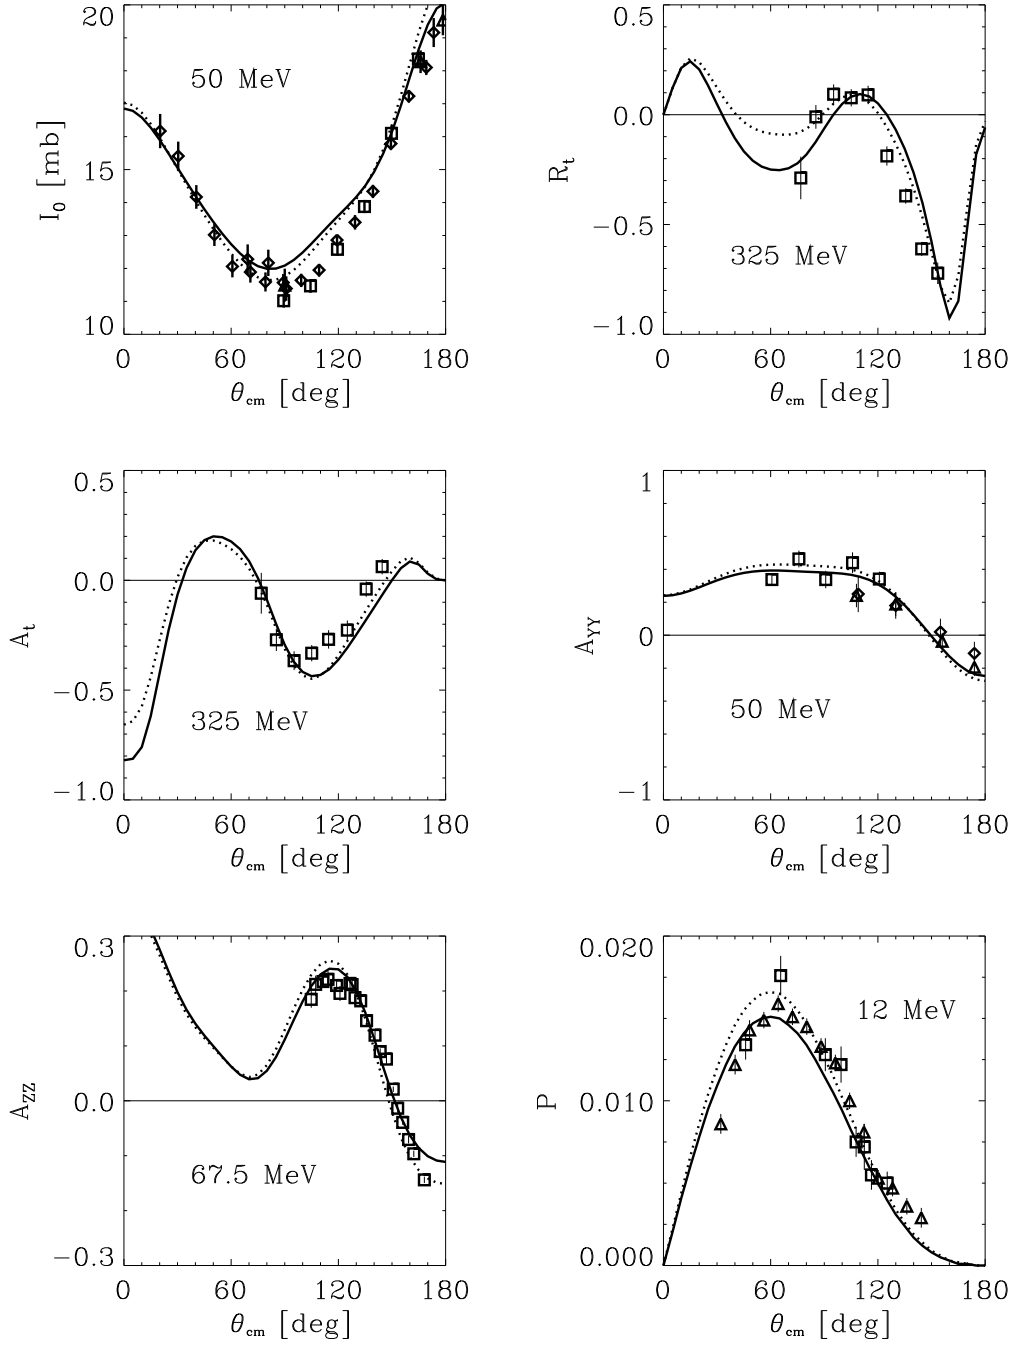 20
15
10
I0 [mb]
50 MeV
0 60 120 180
θcm [deg]
0.5
0.0
−0.5
−1.0
Rt
325 MeV
0 60 120 180
θcm [deg]
0.5
0.0
−0.5
−1.0
At
325 MeV
0 60 120 180
θcm [deg]
1
0
−1
AYY
50 MeV
0 60 120 180
θcm [deg]
0.3
0.0
−0.3
AZZ
67.5 MeV
0 60 120 180
θcm [deg]
0.020
0.010
0.000
P
12 MeV
0 60 120 180
θcm [deg]